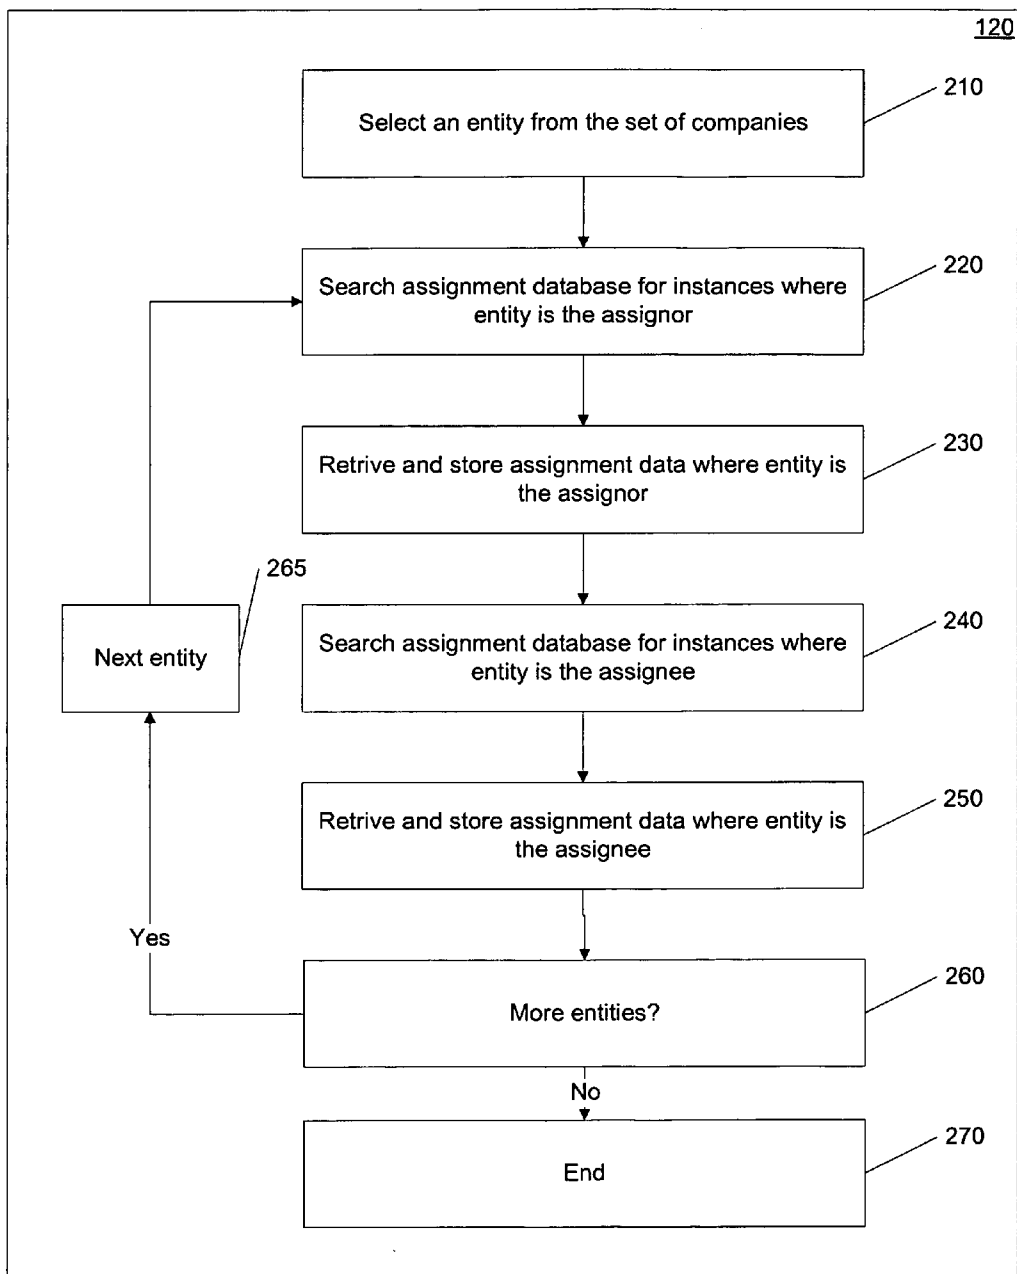 120
210
Select an entity from the set of companies
220
Search assignment database for instances where
entity is the assignor
230
Retrive and store assignment data where entity is
the assignor
265
Next entity
240
Search assignment database for instances where
entity is the assignee
250
Retrive and store assignment data where entity is
the assignee
Yes
260
More entities?
No
270
End